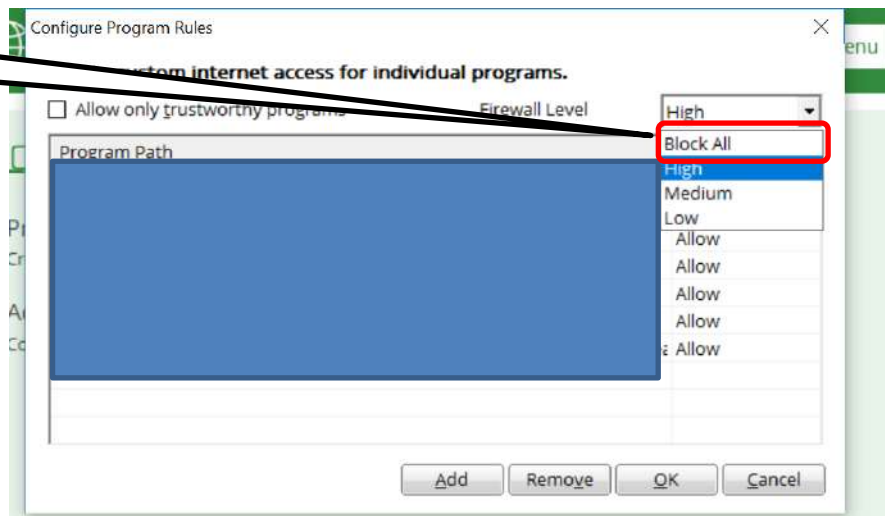 Configure Program Rules
enu
custom internet access for individual programs.
Allow only trustworthy programs Firewall Level High
Program Path Block All
High
Medium
Low
Allow
Allow
Allow
Allow
Allow
Add Remove OK Cancel